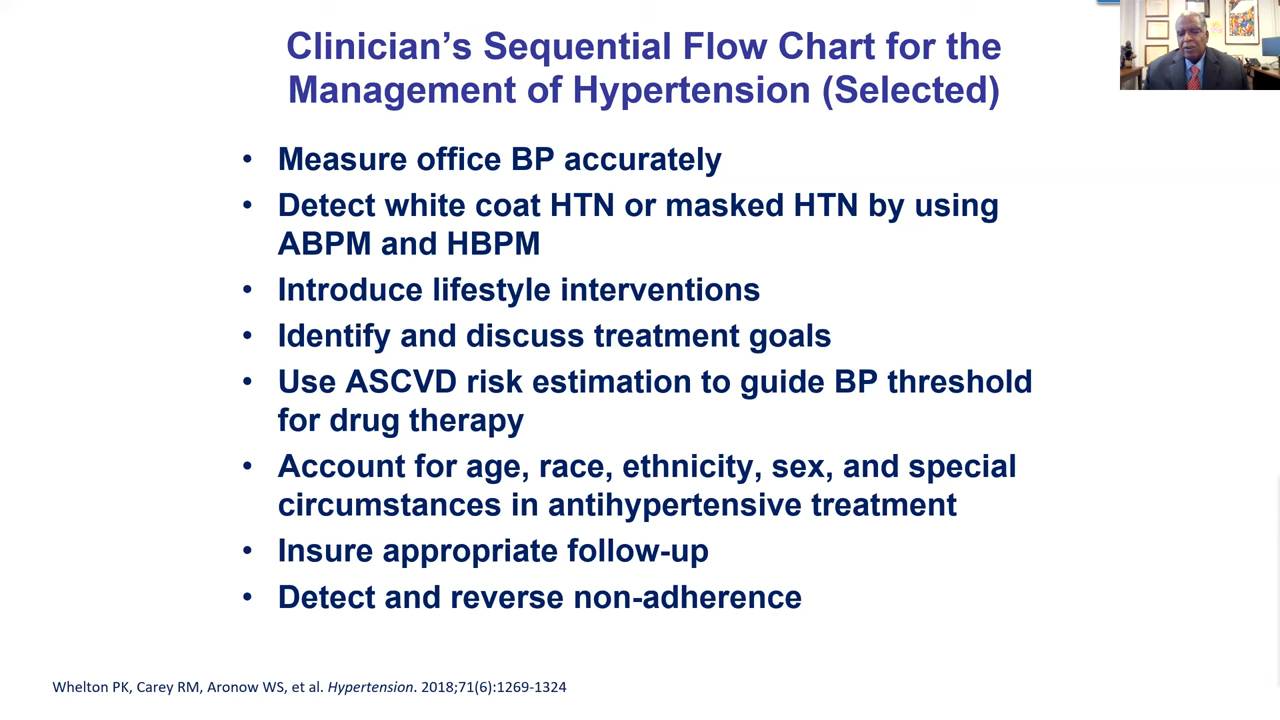 Clinician's Sequential Flow Chart for the
Management of Hypertension (Selected)
• Measure office BP accurately
• Detect white coat HTN or masked HTN by using
ABPM and HBPM
• Introduce lifestyle interventions
• Identify and discuss treatment goals
• Use ASCVD risk estimation to guide BP threshold
for drug therapy
• Account for age, race, ethnicity, sex, and special
circumstances in antihypertensive treatment
• Insure appropriate follow-up
• Detect and reverse non-adherence
Whelton PK, Carey RM, Aronow WS, et al. Hypertension. 2018;71(6):1269-1324